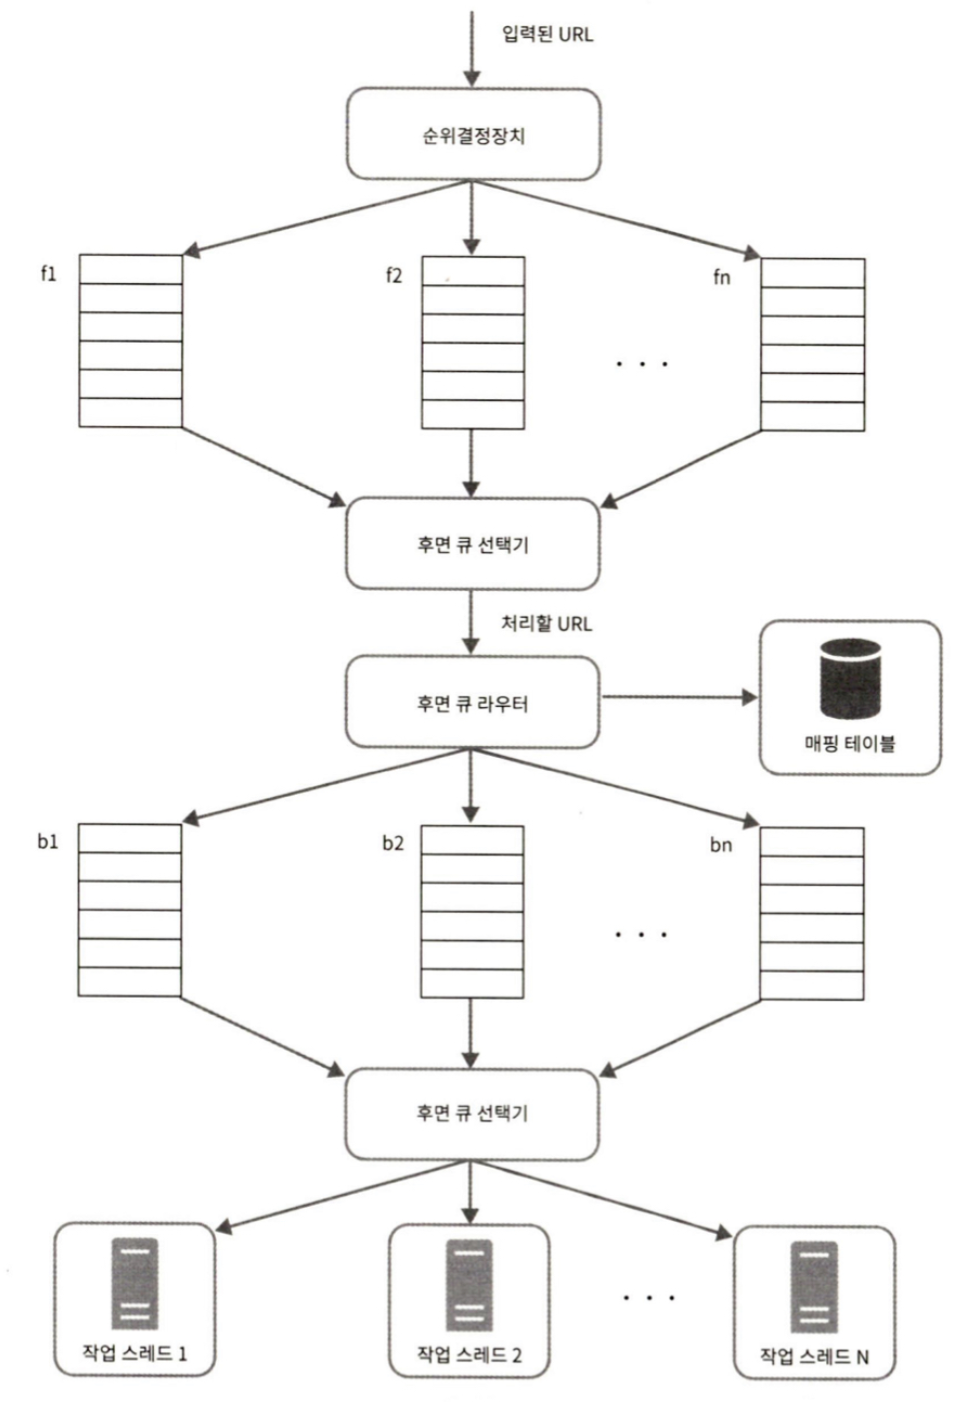 입력된 URL
순위결정장치
f1
f2
fn
. . .
후면 큐 선택기
처리할 URL
후면 큐 라우터
매핑 테이블
b1
b2
bn
. . .
후면 큐 선택기
작업 스레드 1
작업 스레드 2
. . .
작업 스레드 N